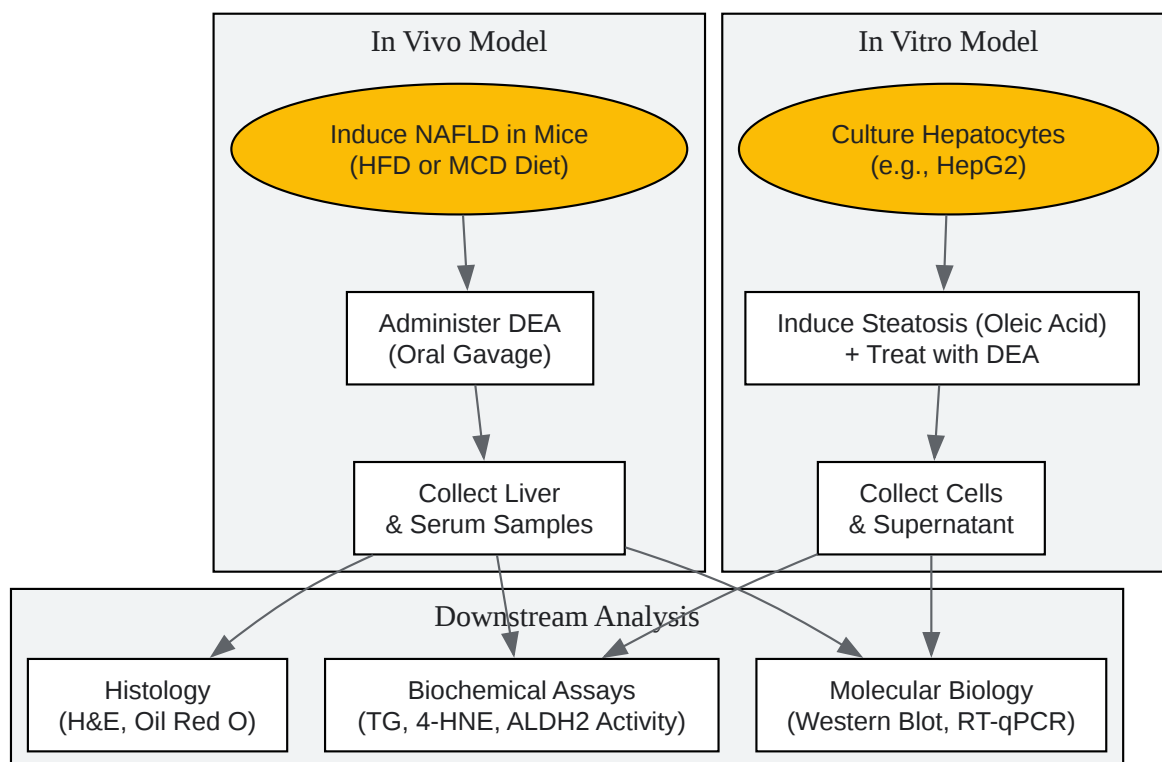 In Vivo Model
Induce NAFLD in Mice
(HFD or MCD Diet)
Administer DEA
(Oral Gavage)
Collect Liver
& Serum Samples
In Vitro Model
Culture Hepatocytes
(e.g., HepG2)
Induce Steatosis (Oleic Acid)
+ Treat with DEA
Collect Cells
& Supernatant
Downstream Analysis
Histology
(H&E, Oil Red O)
Biochemical Assays
(TG, 4-HNE, ALDH2 Activity)
Molecular Biology
(Western Blot, RT-qPCR)